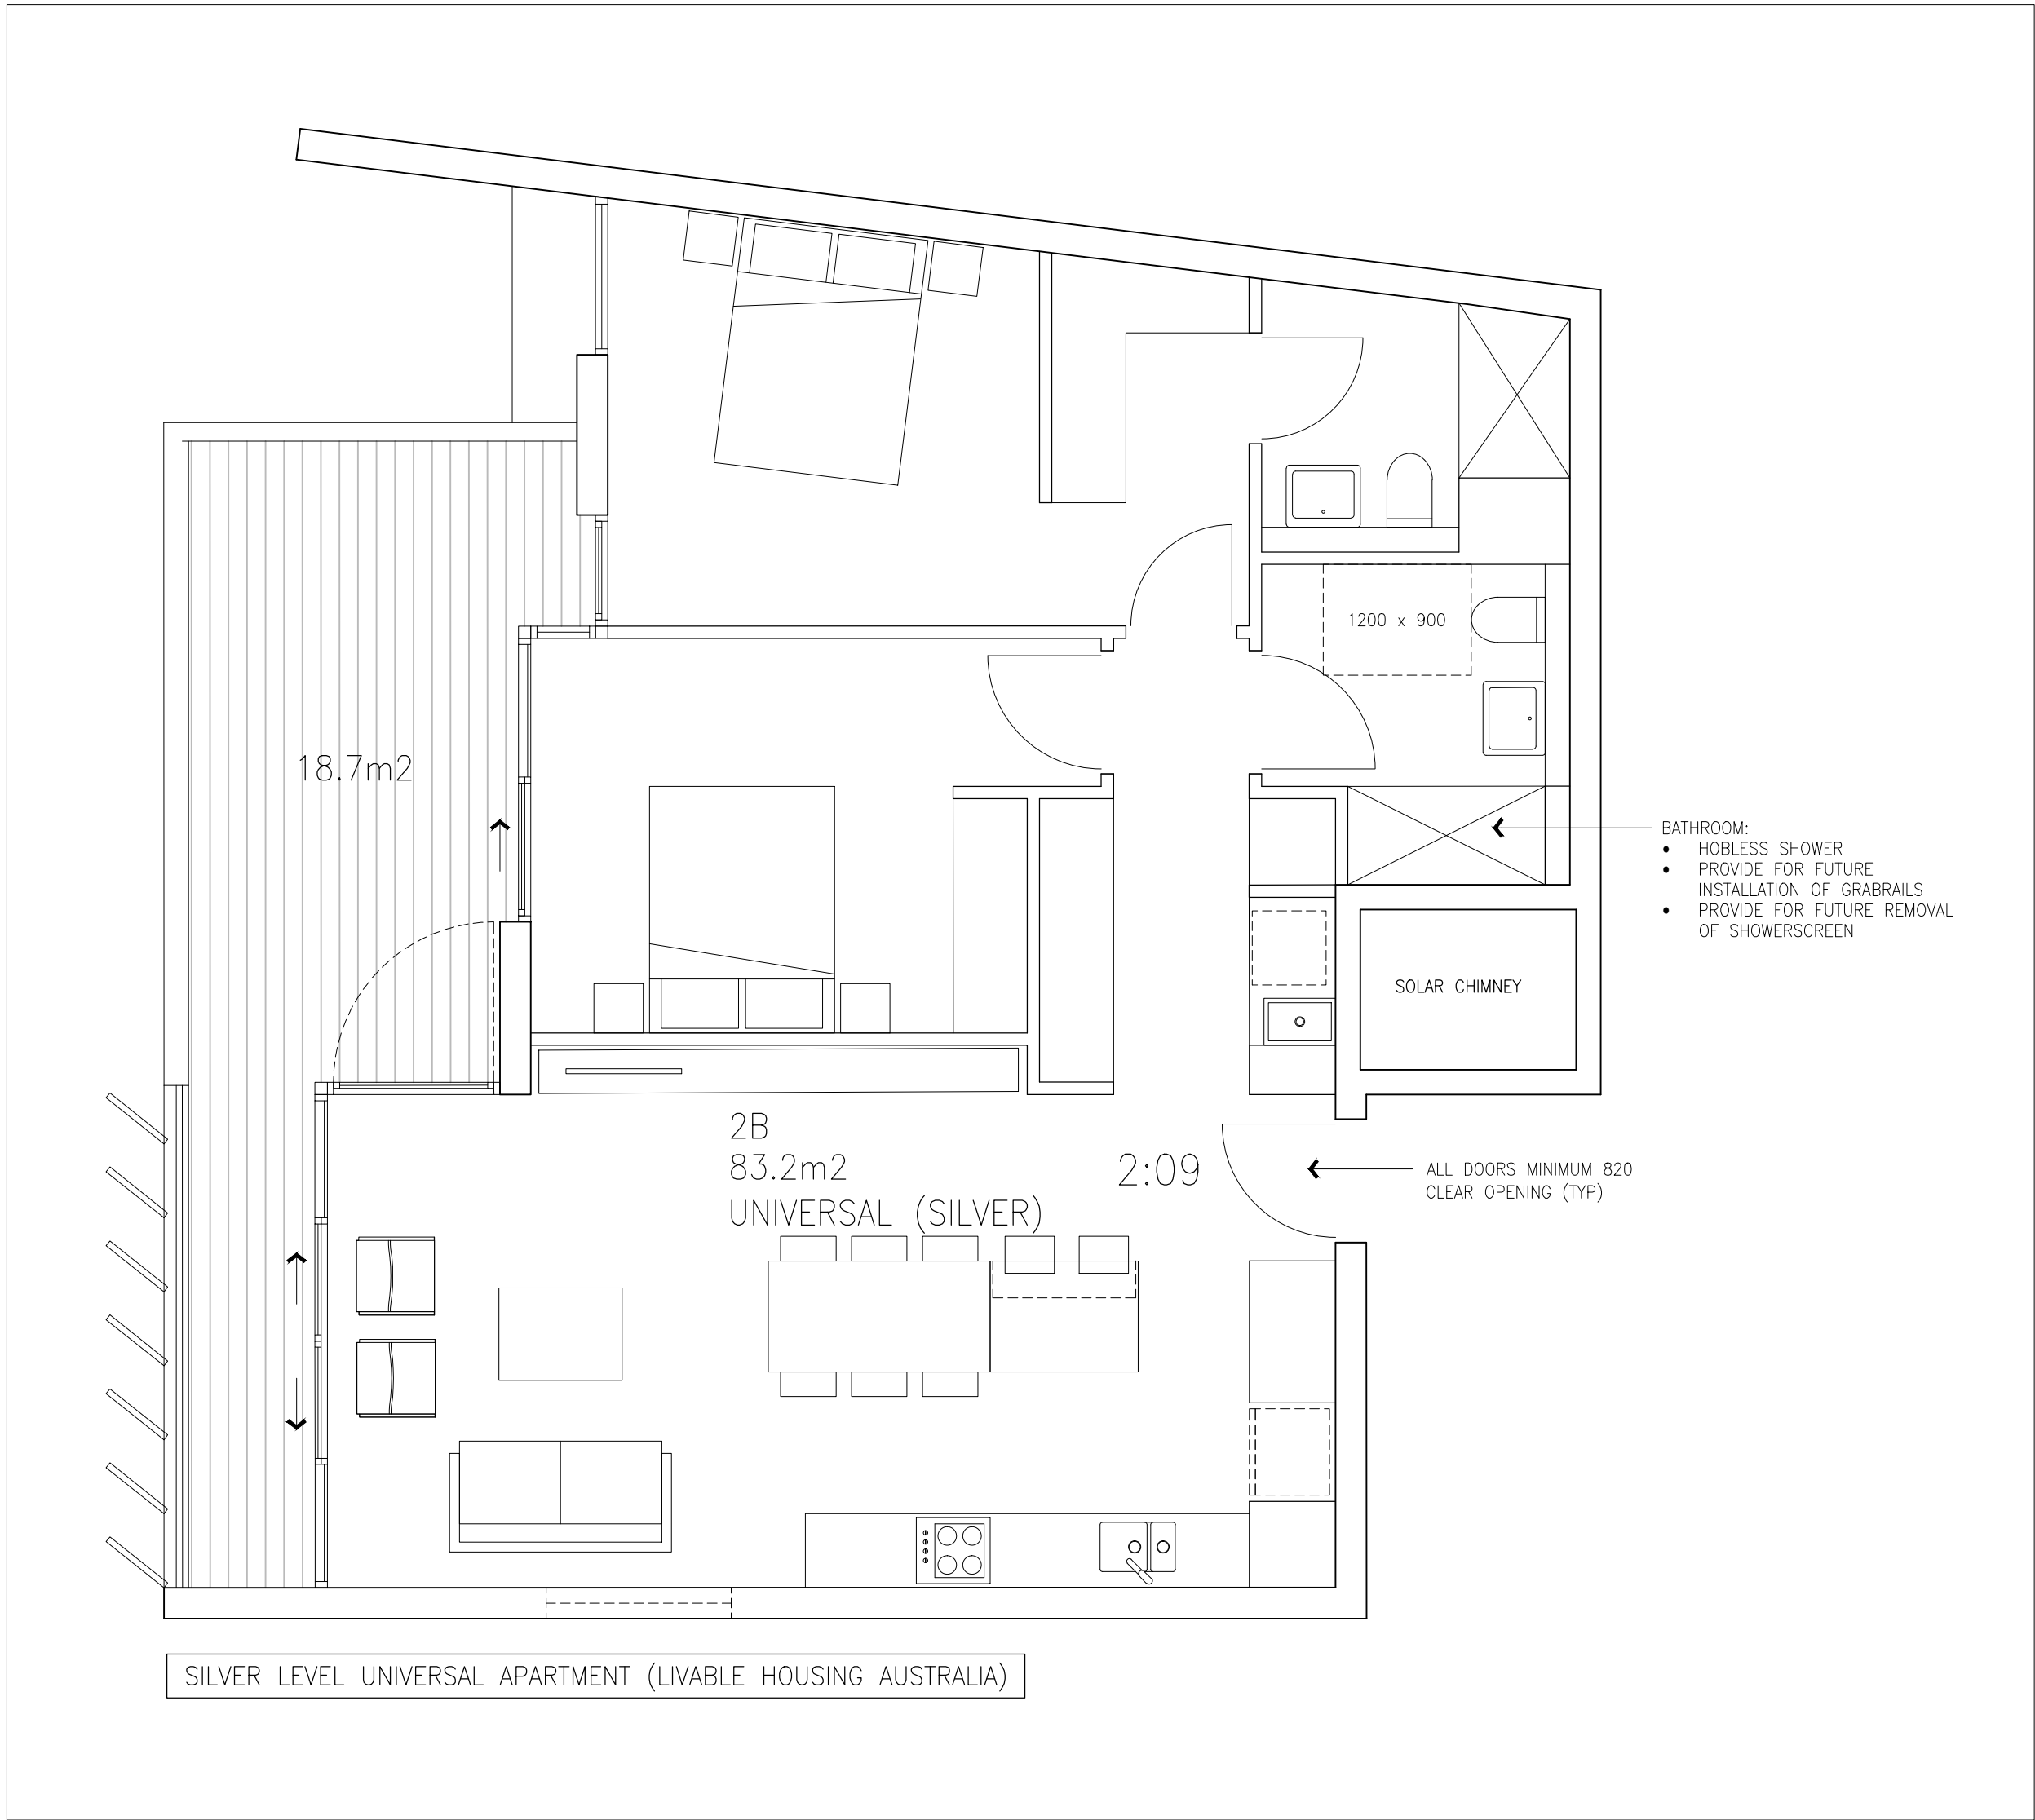 1200 x 900
18.7m2
BATHROOM:
• HOBLESS SHOWER
• PROVIDE FOR FUTURE
INSTALLATION OF GRABRAILS
• PROVIDE FOR FUTURE REMOVAL
OF SHOWERSCREEN
SOLAR CHIMNEY
2B
83.2m2
UNIVERSAL (SILVER)
2:09
ALL DOORS MINIMUM 820
CLEAR OPENING (TYP)
SILVER LEVEL UNIVERSAL APARTMENT (LIVABLE HOUSING AUSTRALIA)